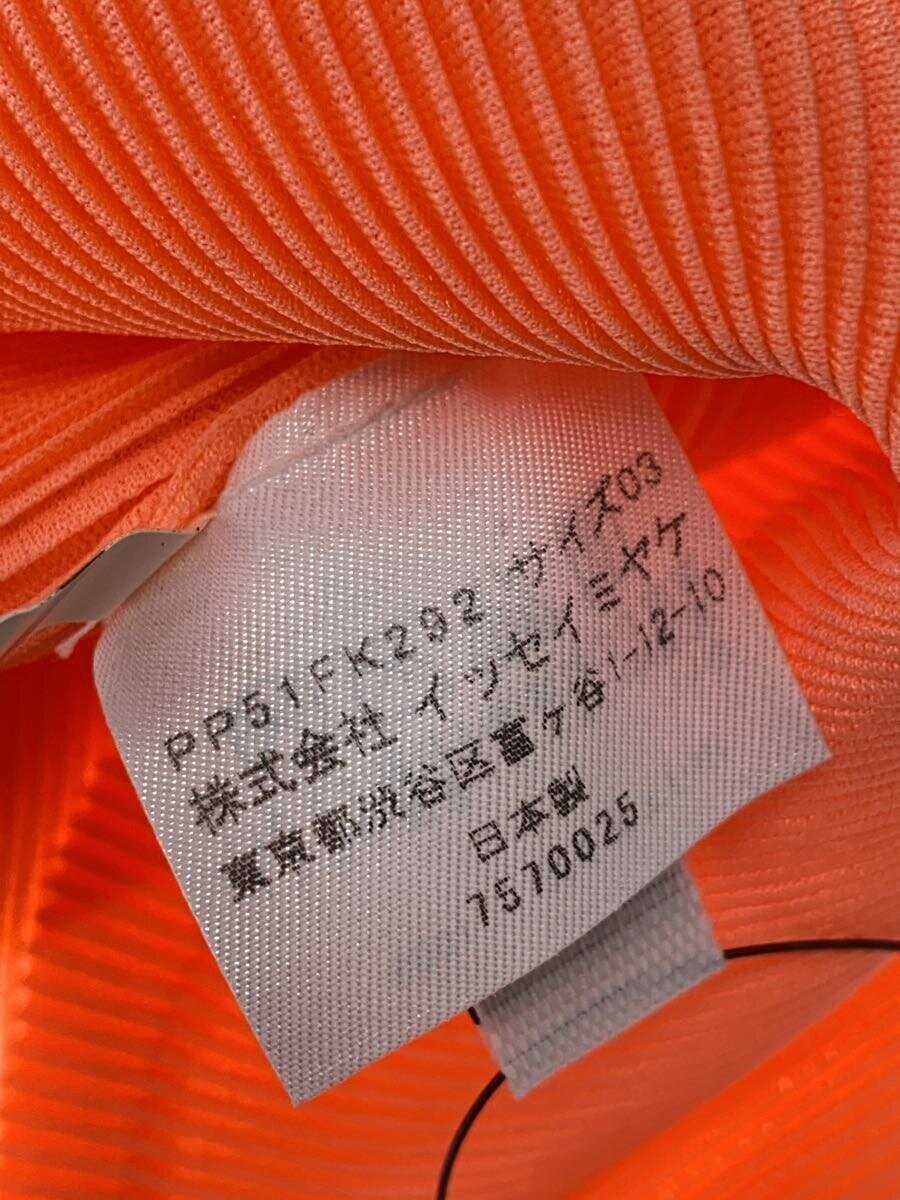 PP51FK292 サイズ03
株式会社 イッセイミヤケ
東京都渋谷区富ヶ谷1-12-10
日本製
7570025